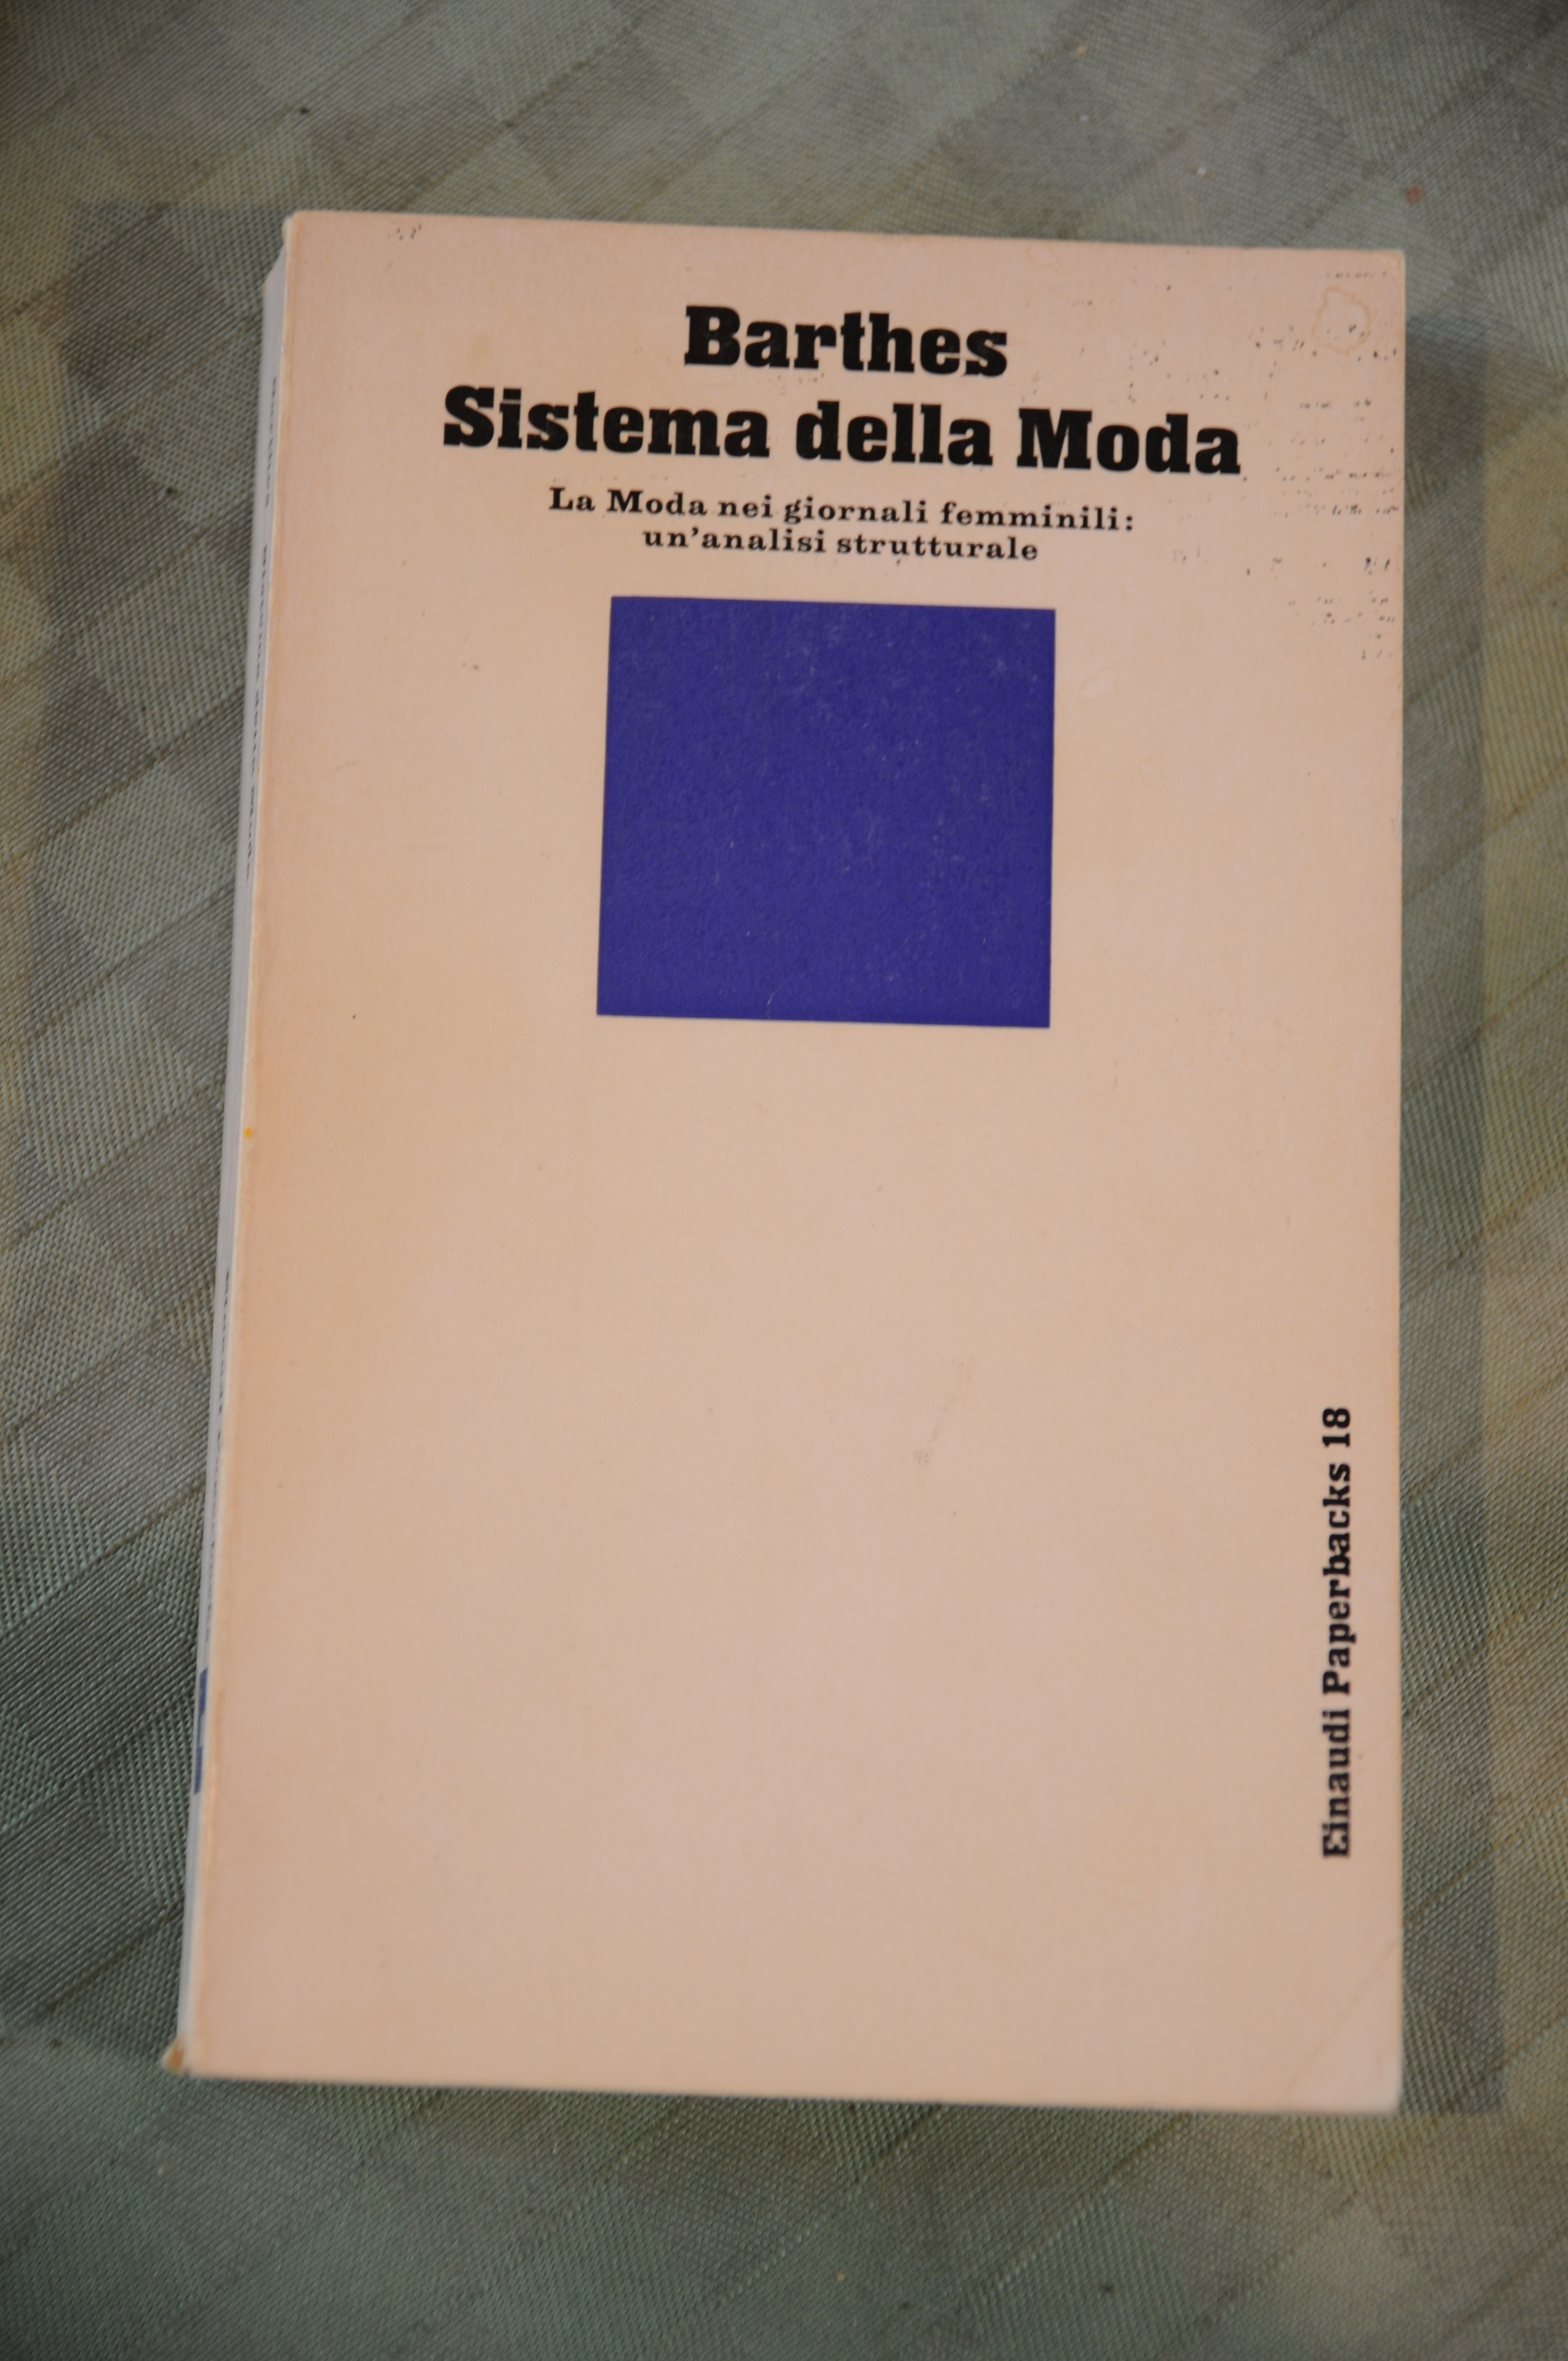 Barthes
Sistema della Moda
La Moda nei giornali femminili:
un'analisi strutturale
Einaudi Paperbacks 18